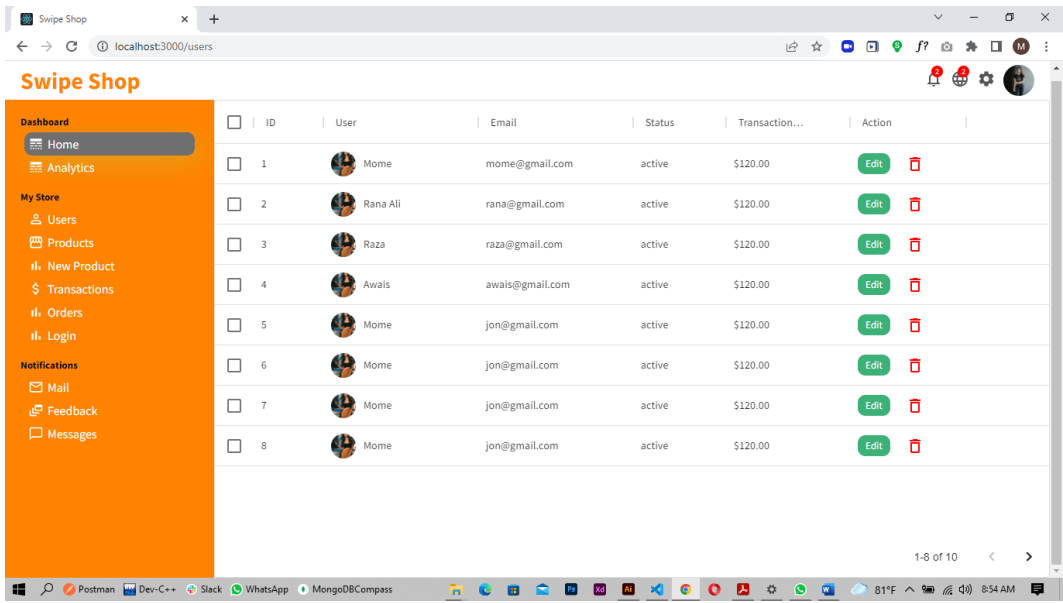 Swipe Shop
localhost:3000/users
f?
M
Swipe Shop
2
2
Dashboard
Home
Analytics
My Store
Users
Products
New Product
Transactions
Orders
Login
Notifications
Mail
Feedback
Messages
ID User Email Status Transaction... Action
1 Mome mome@gmail.com active $120.00 Edit
2 Rana Ali rana@gmail.com active $120.00 Edit
3 Raza raza@gmail.com active $120.00 Edit
4 Awais awais@gmail.com active $120.00 Edit
5 Mome jon@gmail.com active $120.00 Edit
6 Mome jon@gmail.com active $120.00 Edit
7 Mome jon@gmail.com active $120.00 Edit
8 Mome jon@gmail.com active $120.00 Edit
1-8 of 10
Postman Dev-C++ Slack WhatsApp MongoDBCompass Ps Xd Ai 81°F 8:54 AM